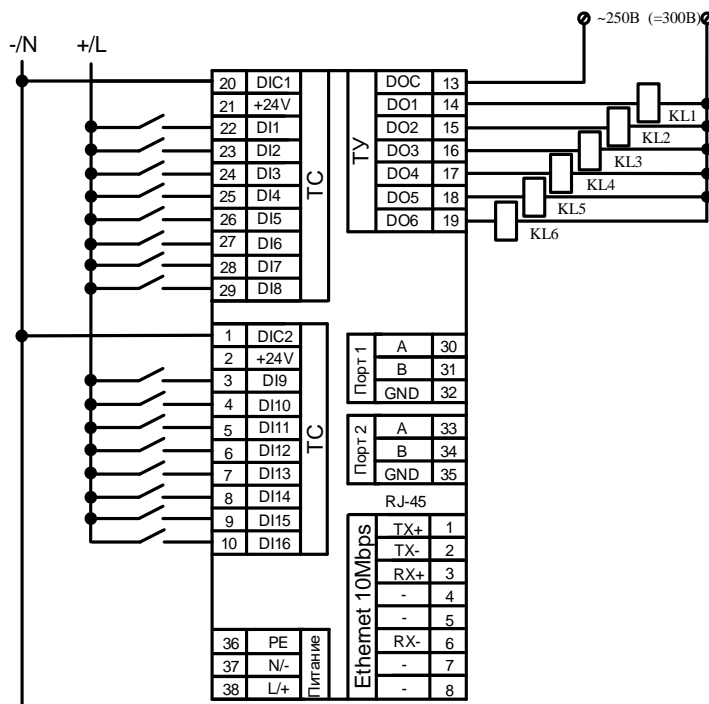 ~250В (=300В)
-/N
+/L
20 DIC1
21 +24V
22 DI1
23 DI2
24 DI3
25 DI4
26 DI5
27 DI6
28 DI7
29 DI8
ТС
ТУ
DOC 13
DO1 14
DO2 15
DO3 16
DO4 17
DO5 18
DO6 19
KL1
KL2
KL3
KL4
KL5
KL6
1 DIC2
2 +24V
3 DI9
4 DI10
5 DI11
6 DI12
7 DI13
8 DI14
9 DI15
10 DI16
ТС
Порт 1
A 30
B 31
GND 32
Порт 2
A 33
B 34
GND 35
RJ-45
Ethernet 10Mbps
TX+ 1
TX- 2
RX+ 3
- 4
- 5
RX- 6
- 7
- 8
36 PE
37 N/-
38 L/+
Питание